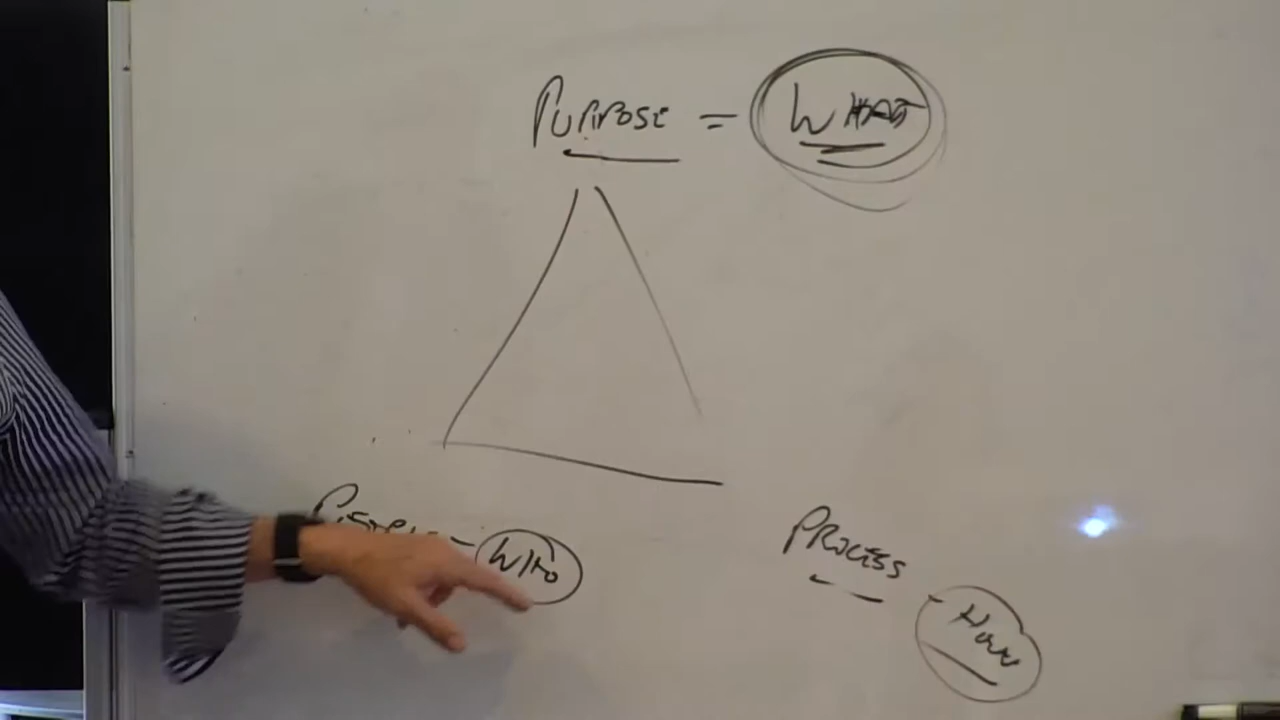 PURPOSE = WHAT
= WHO
PROCESS
- HOW